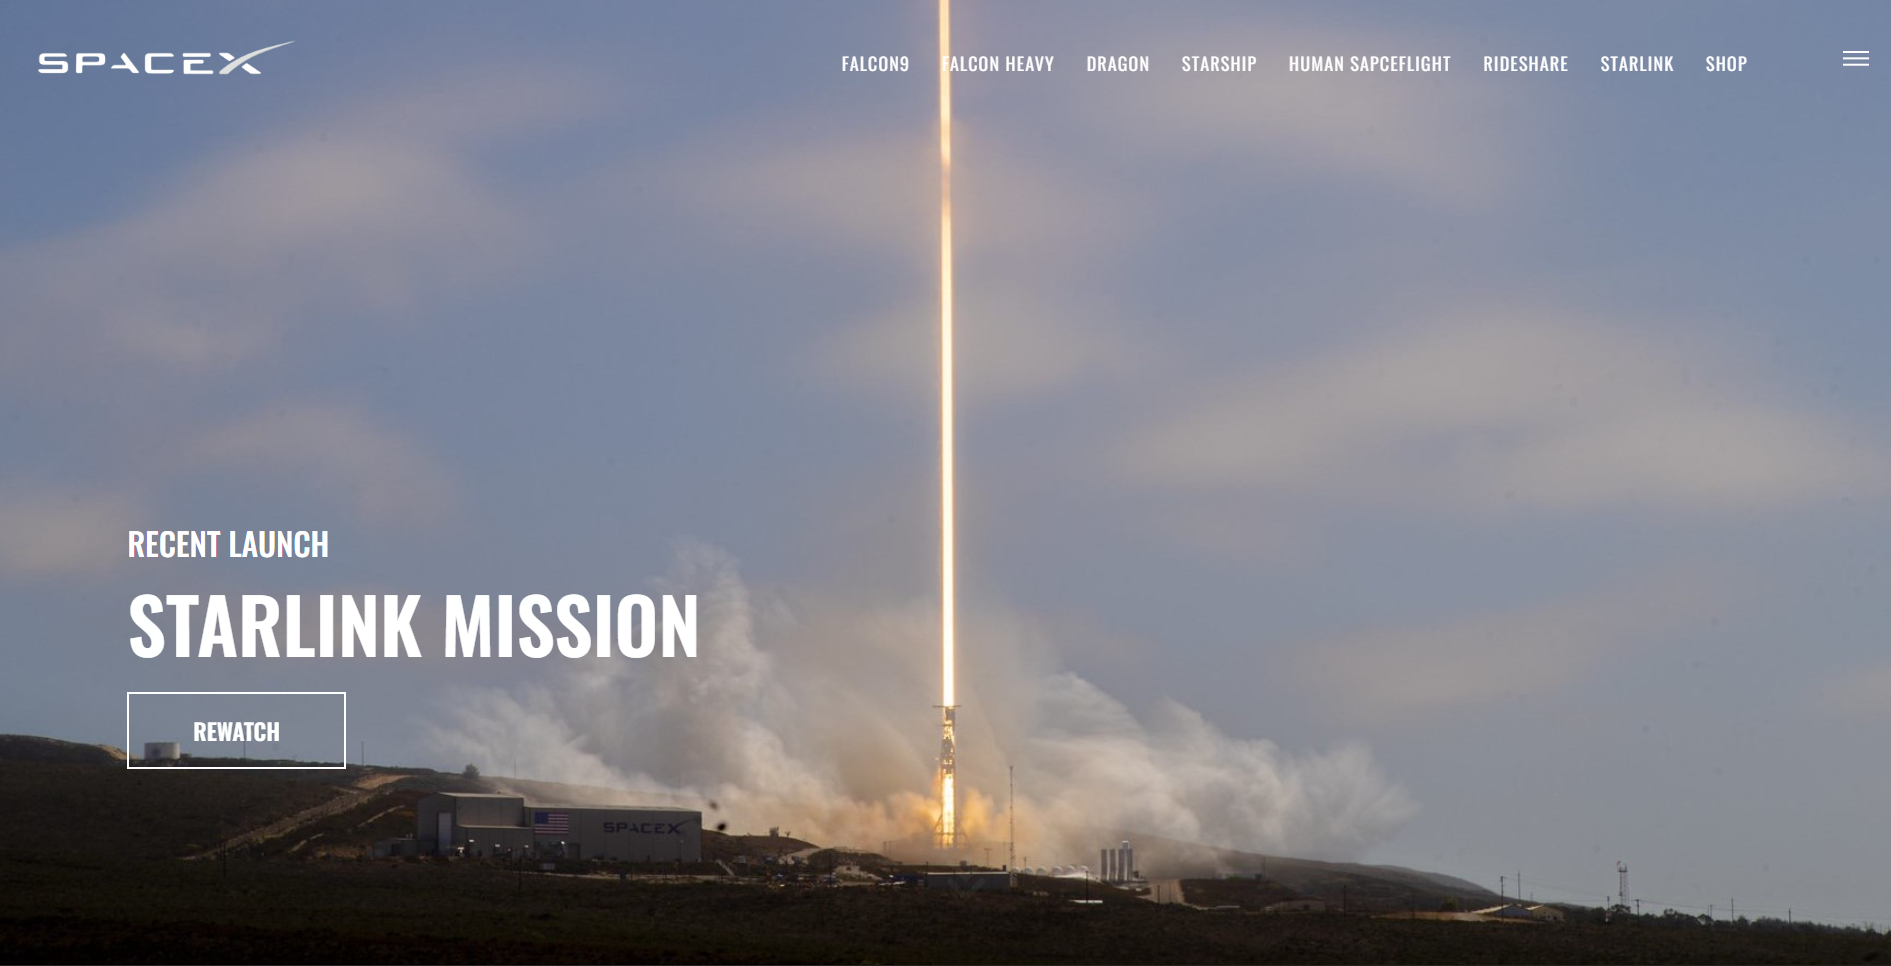 SPACEX
FALCON9 FALCON HEAVY DRAGON STARSHIP HUMAN SAPCEFLIGHT RIDESHARE STARLINK SHOP
RECENT LAUNCH
STARLINK MISSION
REWATCH
SPACEX